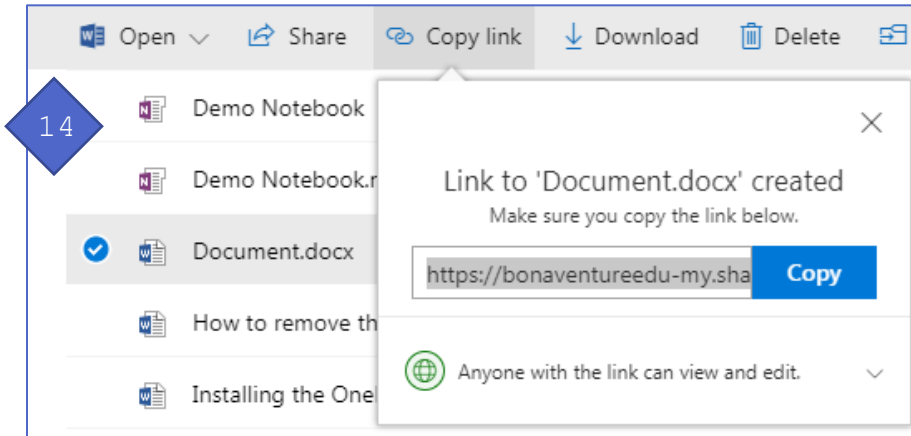 Open Share Copy link Download Delete
14
Demo Notebook
Link to 'Document.docx' created
Demo Notebook.r
Make sure you copy the link below.
Document.docx
https://bonaventureedu-my.sha Copy
How to remove th
Anyone with the link can view and edit.
Installing the One